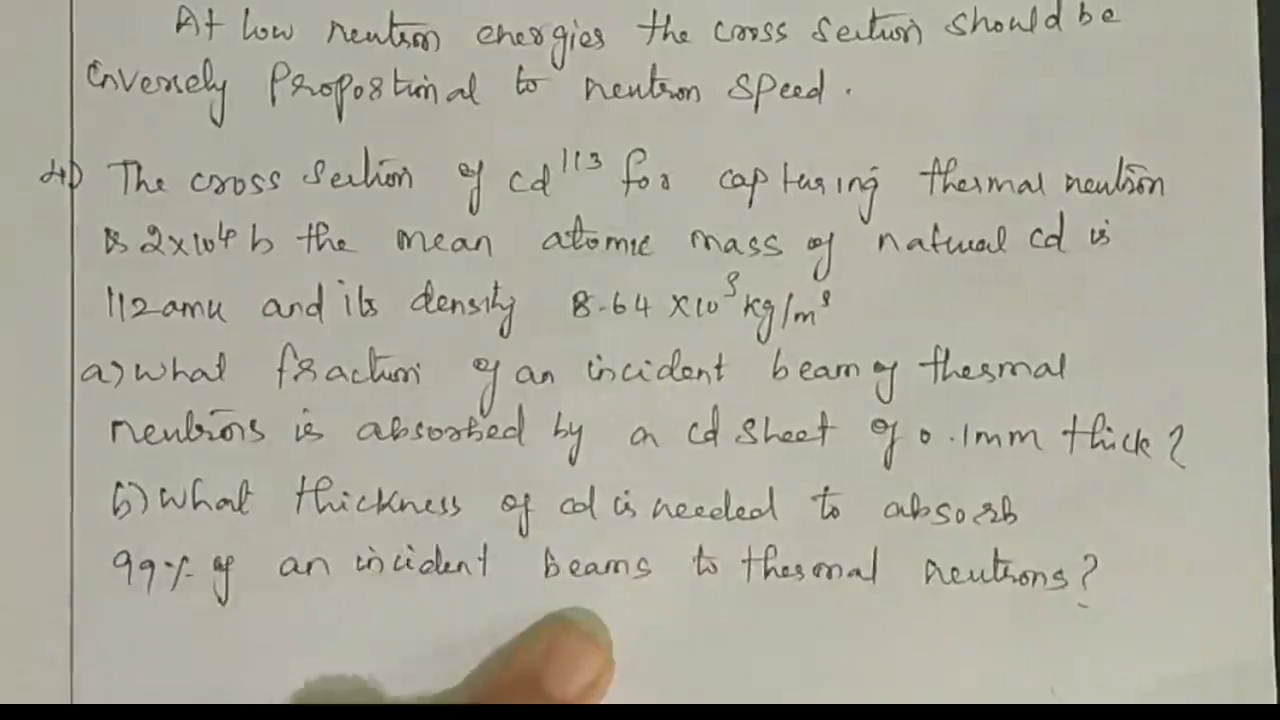 At low neutron energies the cross section should be
inversely proportional to neutron speed.
4) The cross section of cd¹¹³ for capturing thermal neutron
is 2×10⁴ b the mean atomic mass of natural cd is
112amu and its density 8.64 ×10³ kg/m³
a) what fraction of an incident beam of thermal
neutrons is absorbed by a cd sheet of 0.1mm thick?
b) what thickness of cd is needed to absorb
99% of an incident beams to thermal neutrons?